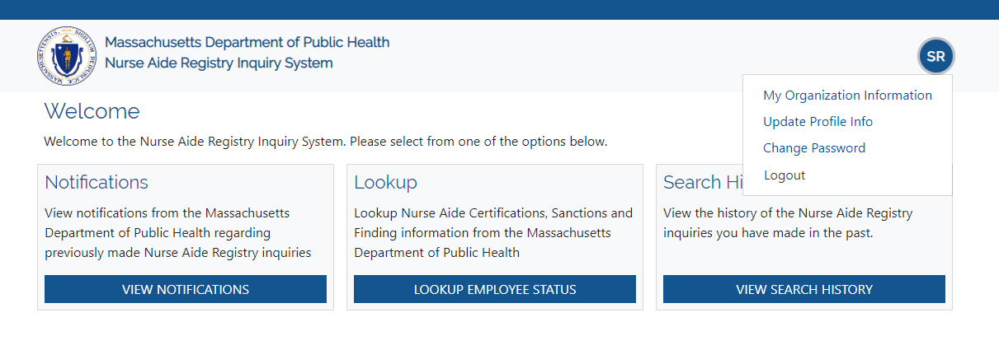 Massachusetts Department of Public Health
Nurse Aide Registry Inquiry System
SR
My Organization Information
Update Profile Info
Change Password
Logout
Welcome
Welcome to the Nurse Aide Registry Inquiry System. Please select from one of the options below.
Notifications
View notifications from the Massachusetts
Department of Public Health regarding
previously made Nurse Aide Registry inquiries
VIEW NOTIFICATIONS
Lookup
Lookup Nurse Aide Certifications, Sanctions and
Finding information from the Massachusetts
Department of Public Health
LOOKUP EMPLOYEE STATUS
Search Hi
View the history of the Nurse Aide Registry
inquiries you have made in the past.
VIEW SEARCH HISTORY